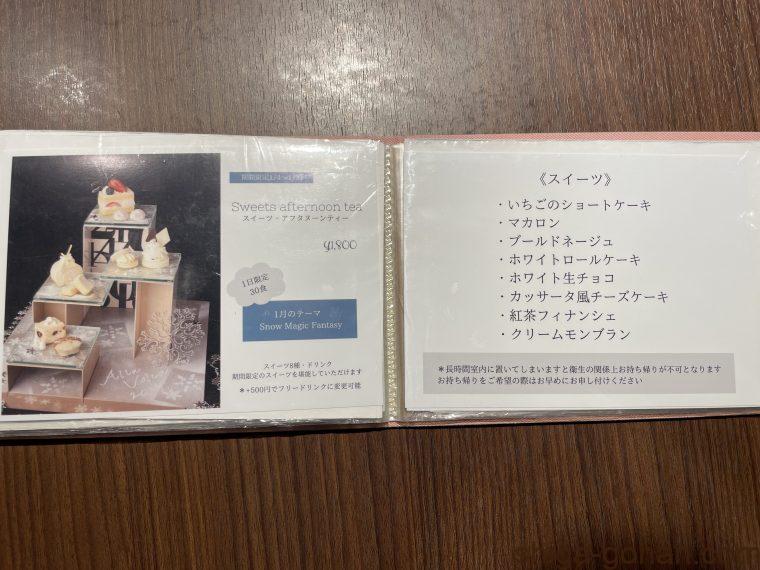 Sweets afternoon tea
スイーツ・アフタヌーンティー
¥1,800
1日限定
30食
1月のテーマ
Snow Magic Fantasy
スイーツ8種・ドリンク
期間限定のスイーツを堪能していただけます
*+500円でフリードリンクに変更可能
《スイーツ》
・いちごのショートケーキ
・マカロン
・ブールドネージュ
・ホワイトロールケーキ
・ホワイト生チョコ
・カッサータ風チーズケーキ
・紅茶フィナンシェ
・クリームモンブラン
*長時間室内に置いてしまいますと衛生の関係上お持ち帰りが不可となります
お持ち帰りをご希望の際はお早めにお申し付けください